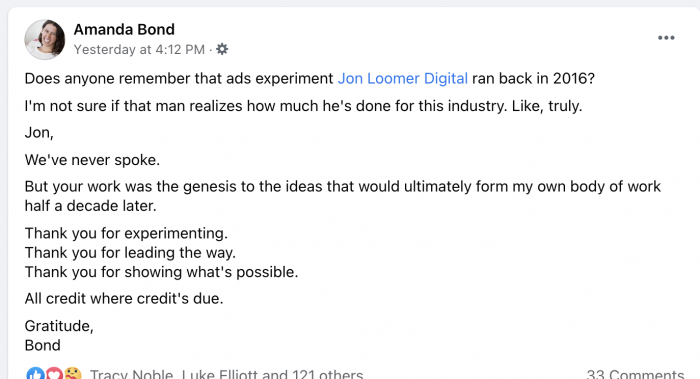 Amanda Bond
Yesterday at 4:12 PM ·
Does anyone remember that ads experiment Jon Loomer Digital ran back in 2016?
I'm not sure if that man realizes how much he's done for this industry. Like, truly.
Jon,
We've never spoke.
But your work was the genesis to the ideas that would ultimately form my own body of work
half a decade later.
Thank you for experimenting.
Thank you for leading the way.
Thank you for showing what's possible.
All credit where credit's due.
Gratitude,
Bond
Tracy Noble, Luke Elliott and 121 others
33 Comments